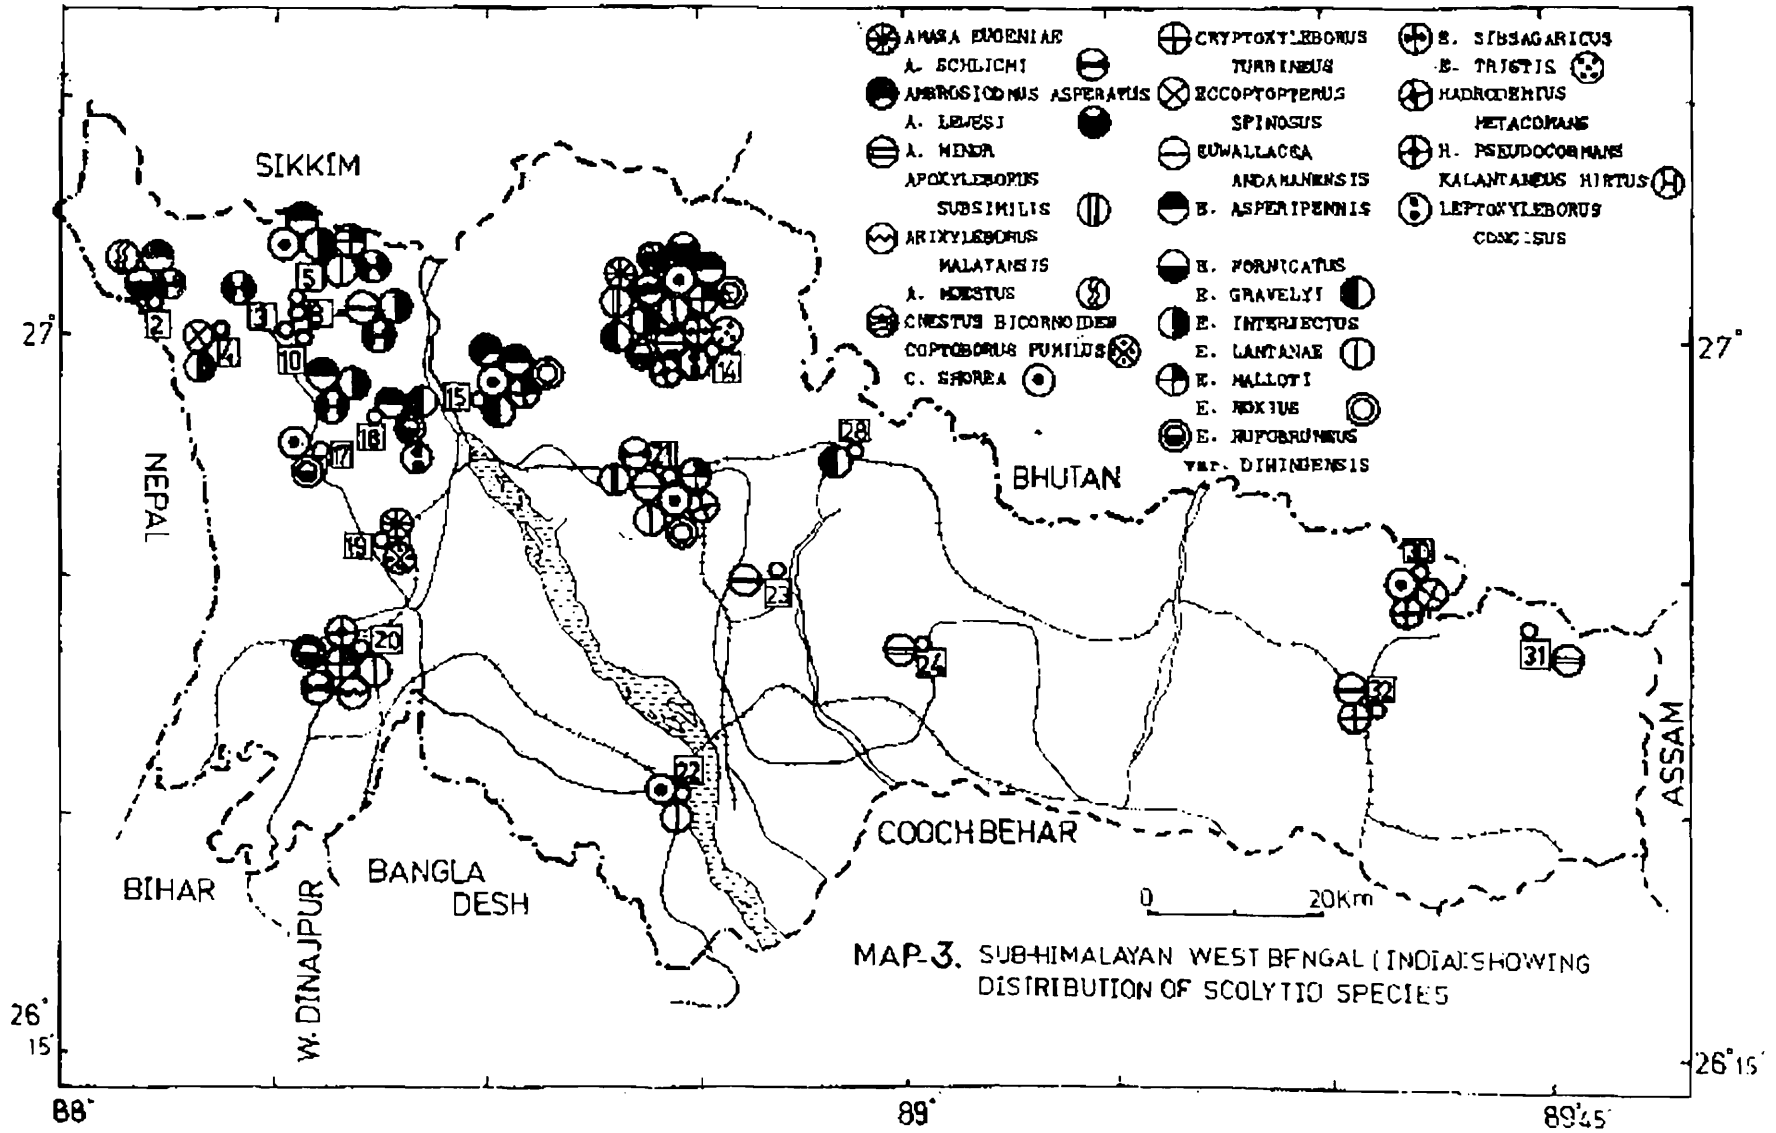 AMASA EUGENIAE
A. SCHLICHI
AMBROSIODMUS ASPERATUS
A. LEWESI
A. MINOR
APOXYLEBORUS
SUBSIMILIS
ARIXYLEBORUS
MALAYANSIS
A. MOESTUS
CNESTUS BICORNOIDES
COPTOBORUS PUMILUS
C. SHOREA
CRYPTOXYLEBORUS
TURBINEUS
ECCOPTOPTERUS
SPINOSUS
EUWALLACEA
ANDAMANENSIS
E. ASPERIPENNIS
E. FORNICATUS
E. GRAVELYI
E. INTERJECTUS
E. LANTANAE
E. MALLOTI
E. NOXIUS
E. RUFOBRUNEUS
var. DIHINGENSIS
E. SIBSAGARICUS
E. TRISTIS
HADRODEMIUS
METACOMANS
H. PSEUDOCOMMANS
KALANTANEUS HIRTUS
LEPTOXYLEBORUS
CONCISUS
SIKKIM
NEPAL
BHUTAN
ASSAM
BIHAR
W. DINAJPUR
BANGLA
DESH
COOCHBEHAR
2
3
4
5
8
10
14
15
17
18
19
20
21
22
23
24
28
30
31
32
0 20Km
MAP-3. SUB-HIMALAYAN WEST BENGAL (INDIA):SHOWING
DISTRIBUTION OF SCOLYTID SPECIES
27°
27°
26°
15'
26°15'
88°
89°
89°45'